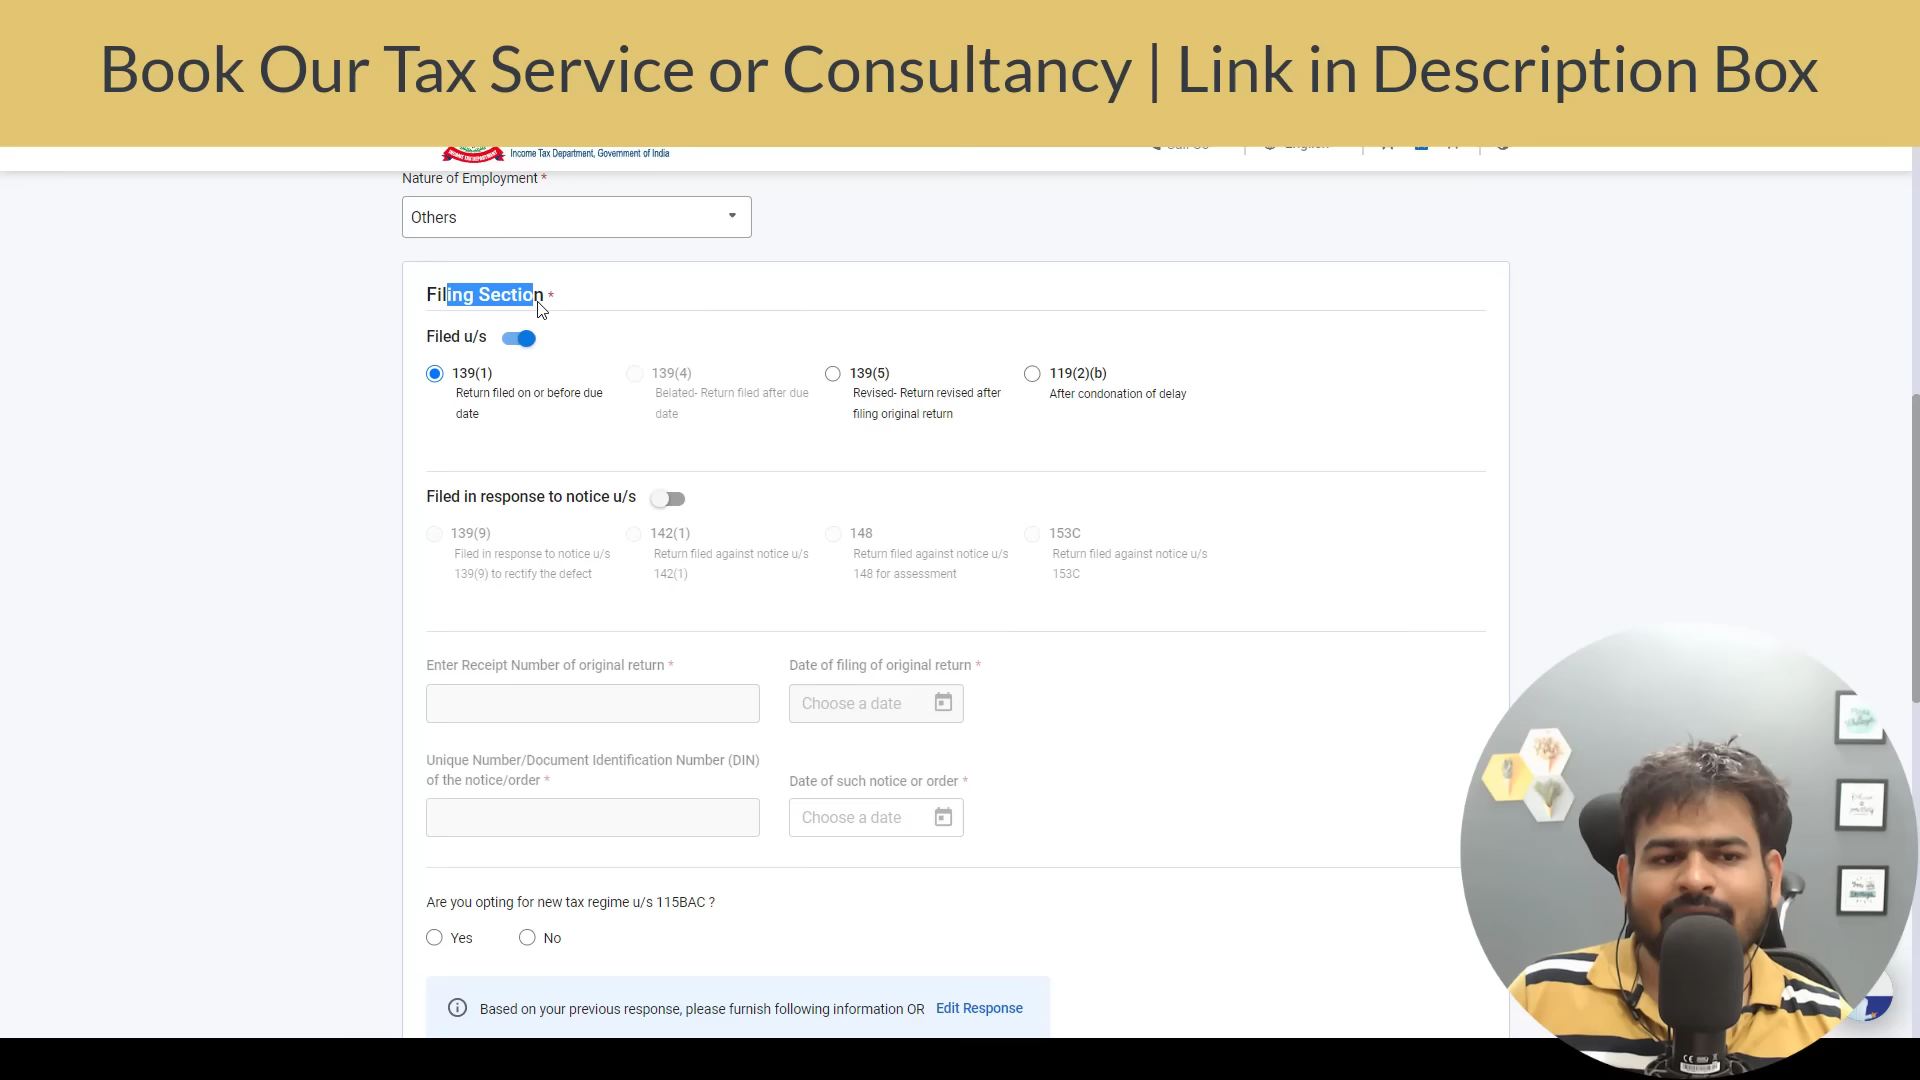 Book Our Tax Service or Consultancy | Link in Description Box
Income Tax Department, Government of India
Nature of Employment *
Others
Filing Section *
Filed u/s
139(1)
Return filed on or before due
date
139(4)
Belated- Return filed after due
date
139(5)
Revised- Return revised after
filing original return
119(2)(b)
After condonation of delay
Filed in response to notice u/s
139(9)
Filed in response to notice u/s
139(9) to rectify the defect
142(1)
Return filed against notice u/s
142(1)
148
Return filed against notice u/s
148 for assessment
153C
Return filed against notice u/s
153C
Enter Receipt Number of original return *
Date of filing of original return *
Choose a date
Unique Number/Document Identification Number (DIN)
of the notice/order *
Date of such notice or order *
Choose a date
Are you opting for new tax regime u/s 115BAC ?
Yes No
Based on your previous response, please furnish following information OR Edit Response